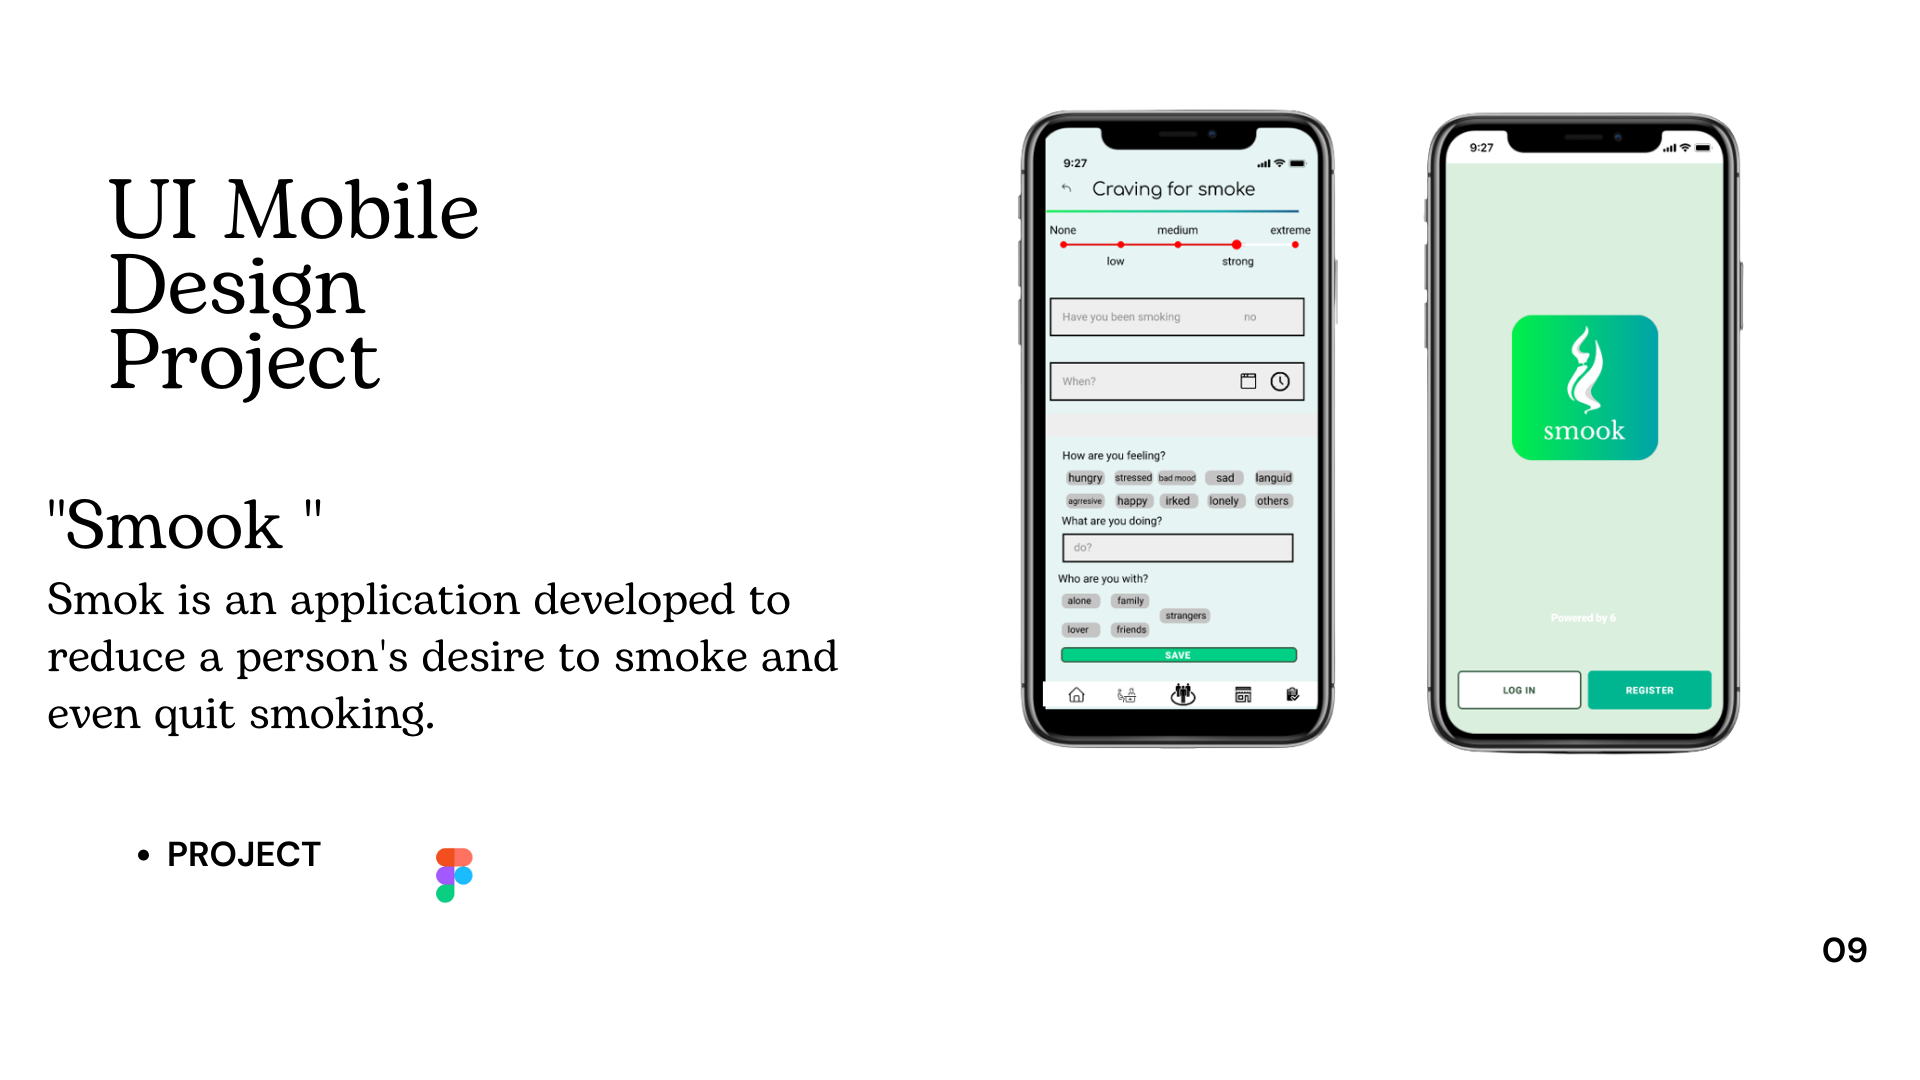 UI Mobile
Design
Project
"Smook "
Smok is an application developed to
reduce a person's desire to smoke and
even quit smoking.
• PROJECT
9:27
Craving for smoke
None medium extreme
low strong
Have you been smoking no
When?
How are you feeling?
hungry stressed bad mood sad languid
agrresive happy irked lonely others
What are you doing?
do?
Who are you with?
alone family
strangers
lover friends
SAVE
9:27
smook
Powered by 6
LOG IN REGISTER
09